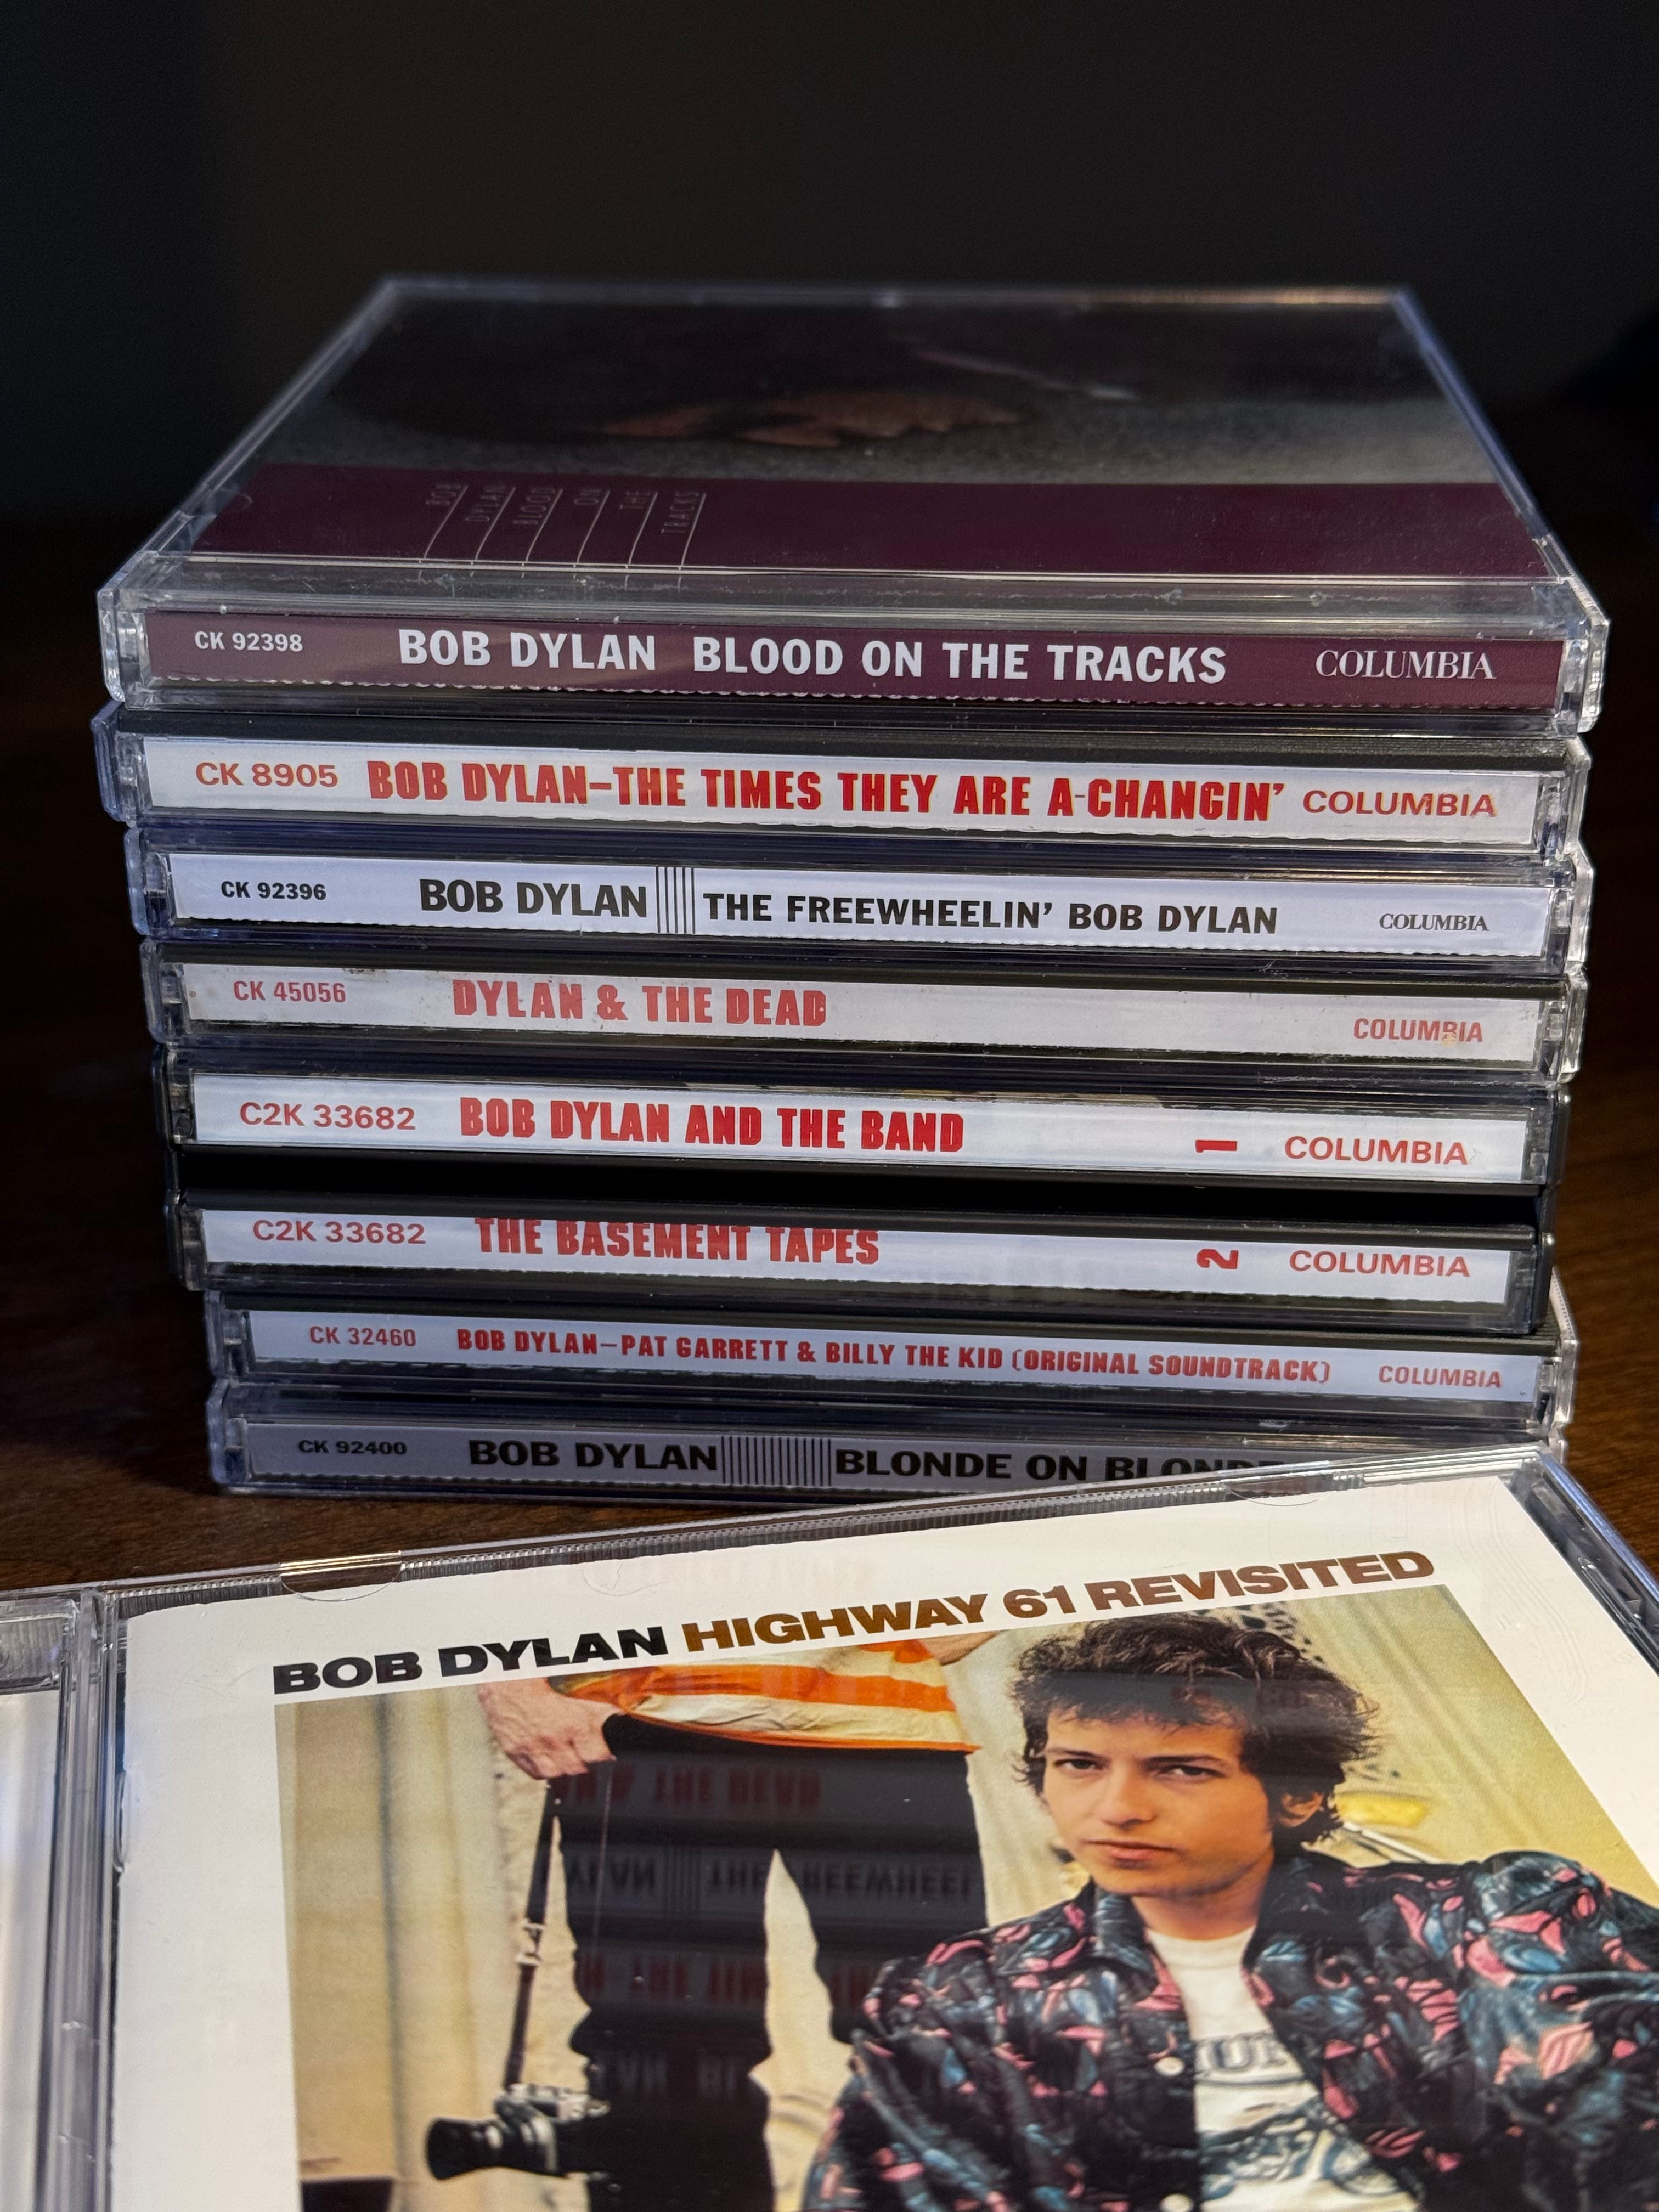 BOB
DYLAN
BLOOD
ON
THE
TRACKS
CK 92398 BOB DYLAN BLOOD ON THE TRACKS COLUMBIA
CK 8905 BOB DYLAN–THE TIMES THEY ARE A-CHANGIN' COLUMBIA
CK 92396 BOB DYLAN THE FREEWHEELIN' BOB DYLAN COLUMBIA
CK 45056 DYLAN & THE DEAD COLUMBIA
C2K 33682 BOB DYLAN AND THE BAND 1 COLUMBIA
C2K 33682 THE BASEMENT TAPES 2 COLUMBIA
CK 32460 BOB DYLAN–PAT GARRETT & BILLY THE KID (ORIGINAL SOUNDTRACK) COLUMBIA
CK 92400 BOB DYLAN BLONDE ON BLONDE
BOB DYLAN HIGHWAY 61 REVISITED